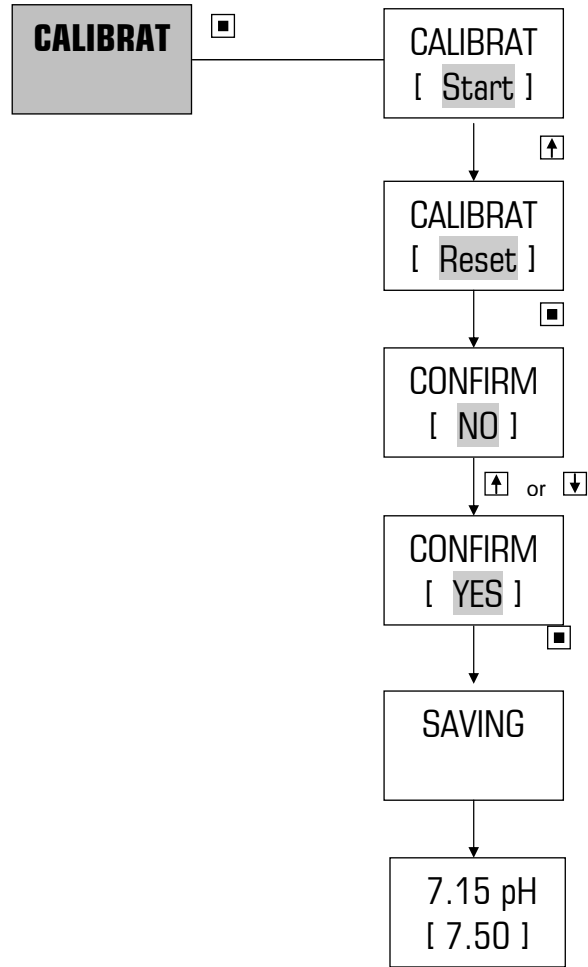 CALIBRAT
CALIBRAT
[ Start ]
CALIBRAT
[ Reset ]
CONFIRM
[ NO ]
or
CONFIRM
[ YES ]
SAVING
7.15 pH
[ 7.50 ]